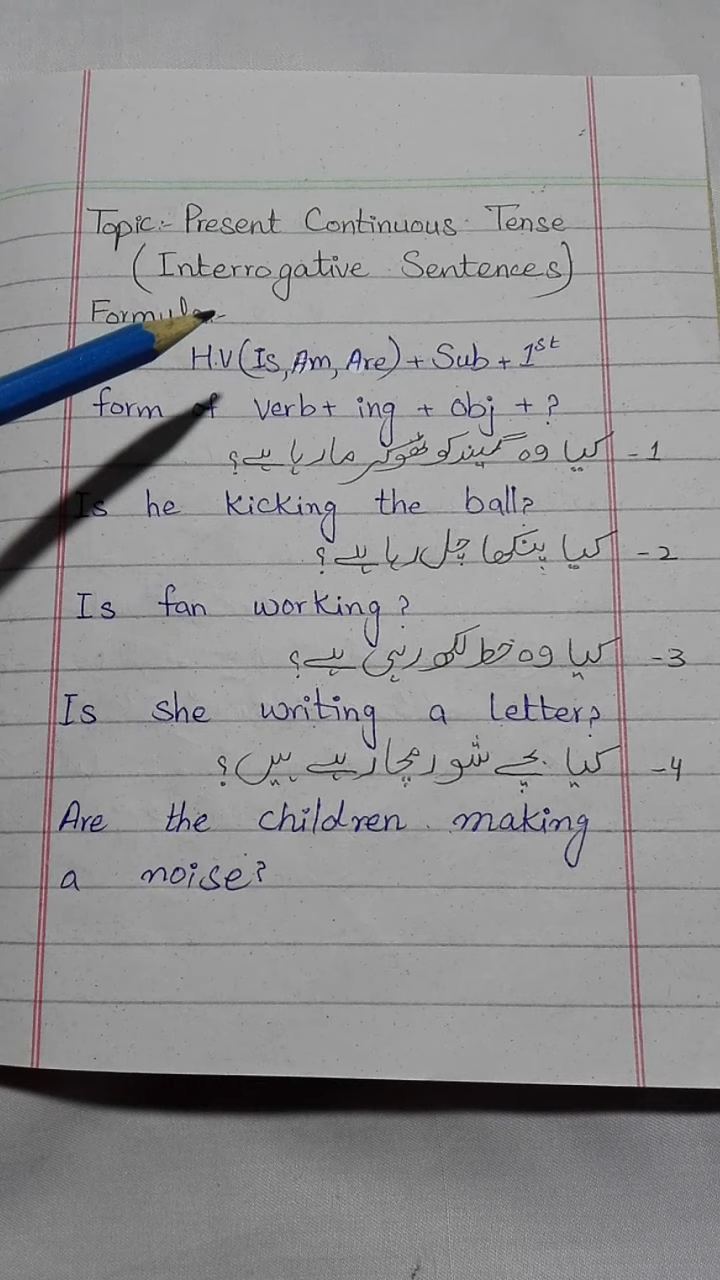 Topic:- Present Continuous Tense
(Interrogative Sentences)
Formula:-
H.V(Is, Am, Are) + Sub + 1st
form of verb + ing + obj + ?
1- کیا وہ گیند کو ٹھوکر مار رہا ہے؟
Is he kicking the ball?
2- کیا پنکھا چل رہا ہے؟
Is fan working?
3- کیا وہ خط لکھ رہی ہے؟
Is she writing a letter?
4- کیا بچے شور مچا رہے ہیں؟
Are the children making
a noise?